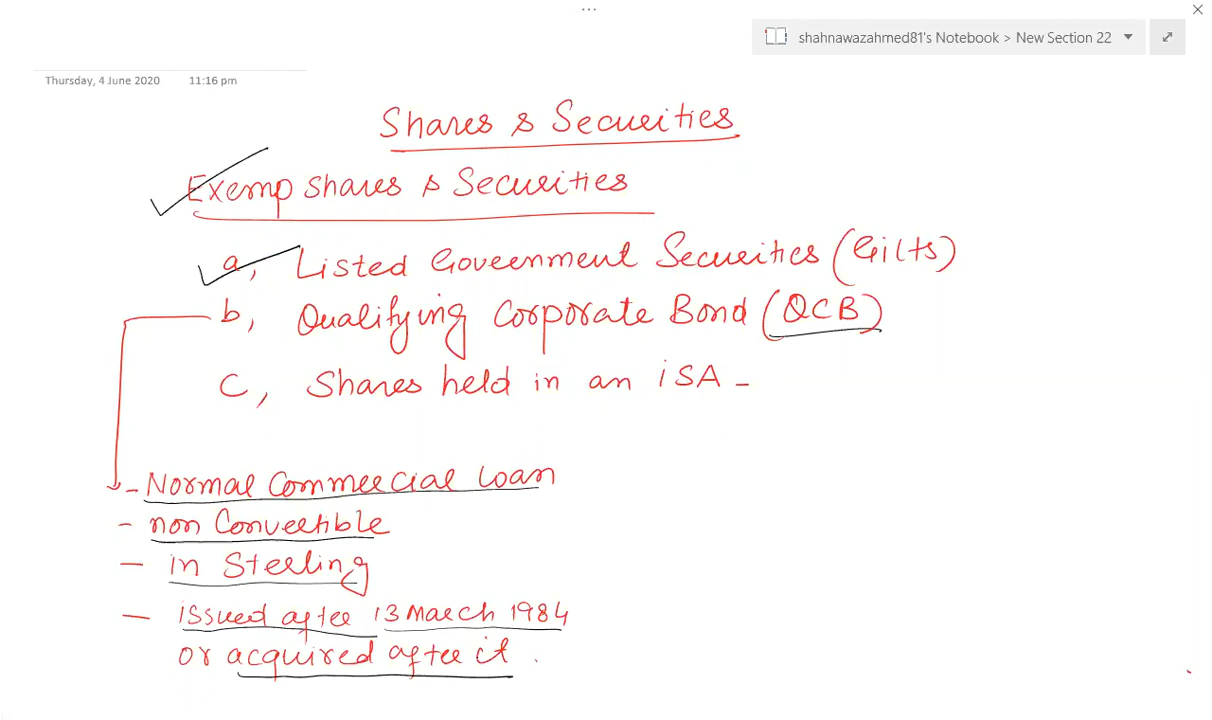 shahnawazahmed81's Notebook > New Section 22
Thursday, 4 June 2020 11:16 pm
Shares & Securities
Exemp shares & Securities
a, Listed Government Securities (Gilts)
b, Qualifying Corporate Bond (QCB)
C, Shares held in an iSA -
- Normal Commercial loan
- non Convertible
- in Sterling
- issued after 13 March 1984
or acquired after it .